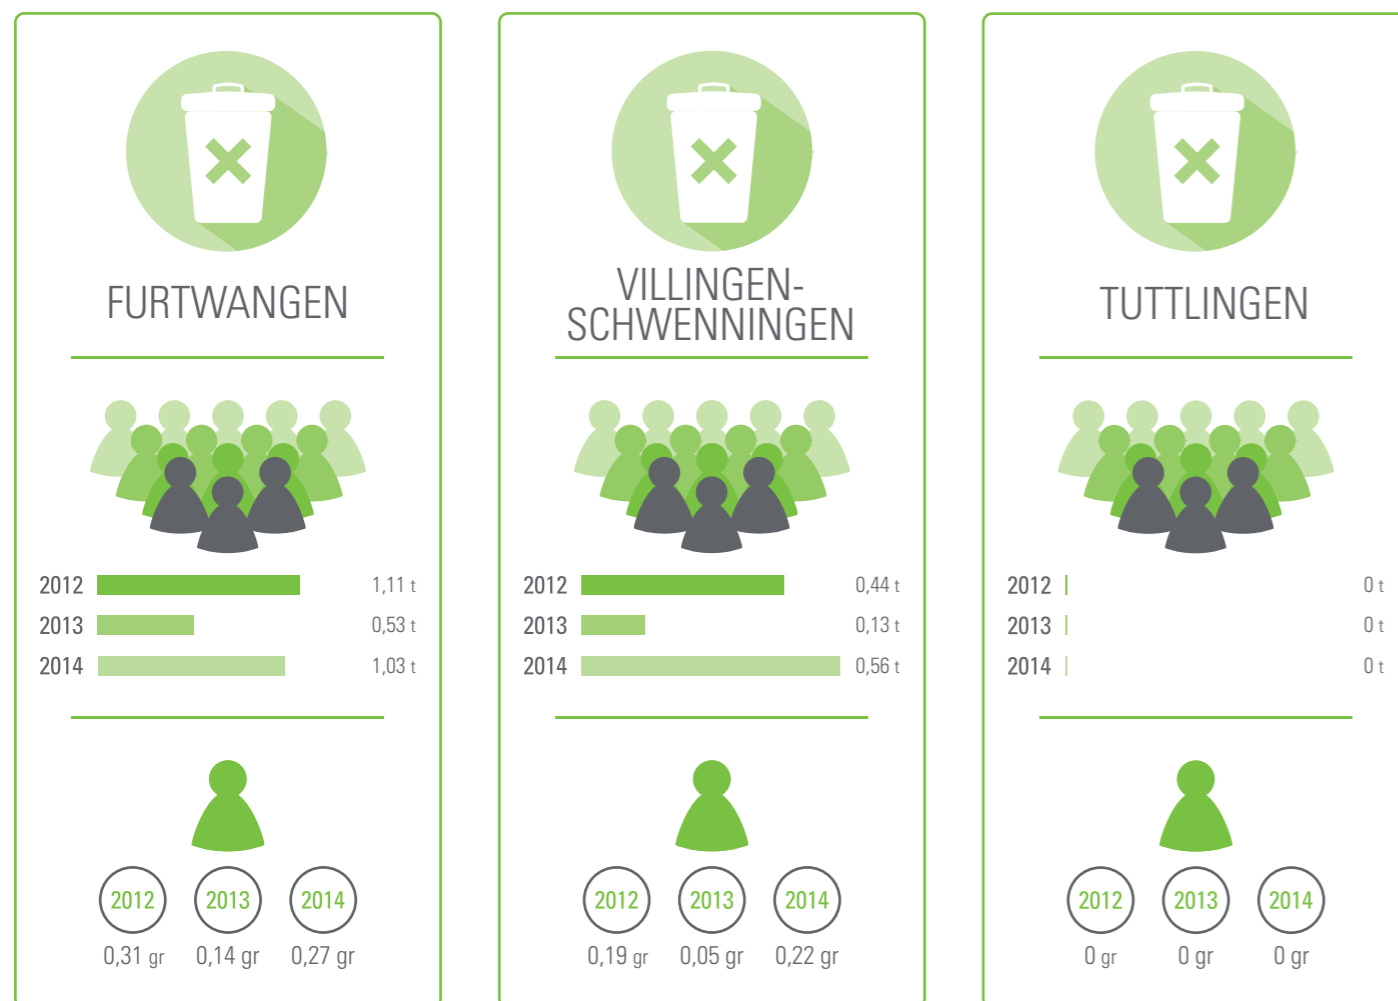 FURTWANGEN
2012 1,11 t
2013 0,53 t
2014 1,03 t
2012 2013 2014
0,31 gr 0,14 gr 0,27 gr
VILLINGEN-
SCHWENNINGEN
2012 0,44 t
2013 0,13 t
2014 0,56 t
2012 2013 2014
0,19 gr 0,05 gr 0,22 gr
TUTTLINGEN
2012 0 t
2013 0 t
2014 0 t
2012 2013 2014
0 gr 0 gr 0 gr